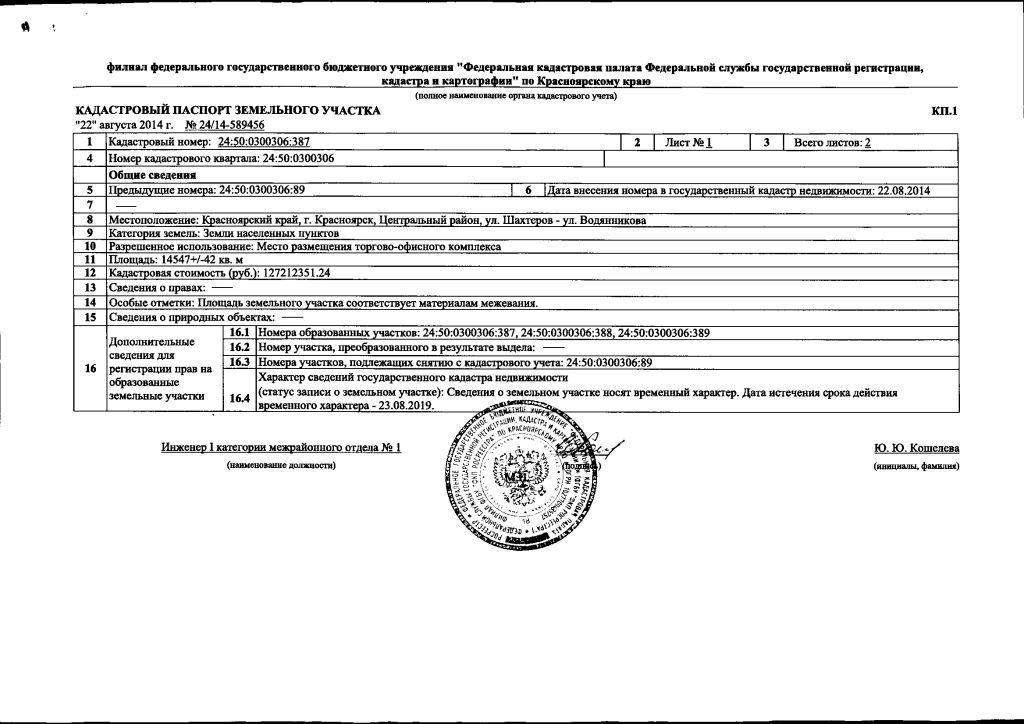 филиал федерального государственного бюджетного учреждения "Федеральная кадастровая палата Федеральной службы государственной регистрации,
кадастра и картографии" по Красноярскому краю
(полное наименование органа кадастрового учета)
КАДАСТРОВЫЙ ПАСПОРТ ЗЕМЕЛЬНОГО УЧАСТКА КП.1
"22" августа 2014 г. № 24/14-589456
1 Кадастровый номер: 24:50:0300306:387 2 Лист № 1 3 Всего листов: 2
4 Номер кадастрового квартала: 24:50:0300306
Общие сведения
5 Предыдущие номера: 24:50:0300306:89 6 Дата внесения номера в государственный кадастр недвижимости: 22.08.2014
7 ——
8 Местоположение: Красноярский край, г. Красноярск, Центральный район, ул. Шахтеров - ул. Водянникова
9 Категория земель: Земли населенных пунктов
10 Разрешенное использование: Место размещения торгово-офисного комплекса
11 Площадь: 14547+/-42 кв. м
12 Кадастровая стоимость (руб.): 127212351.24
13 Сведения о правах: ——
14 Особые отметки: Площадь земельного участка соответствует материалам межевания.
15 Сведения о природных объектах: ——
16 Дополнительные
сведения для
регистрации прав на
образованные
земельные участки
16.1 Номера образованных участков: 24:50:0300306:387, 24:50:0300306:388, 24:50:0300306:389
16.2 Номер участка, преобразованного в результате выдела: ——
16.3 Номера участков, подлежащих снятию с кадастрового учета: 24:50:0300306:89
16.4 Характер сведений государственного кадастра недвижимости
(статус записи о земельном участке): Сведения о земельном участке носят временный характер. Дата истечения срока действия
временного характера - 23.08.2019.
Инженер I категории межрайонного отдела № 1 Ю. Ю. Кошелева
(наименование должности) (подпись) (инициалы, фамилия)